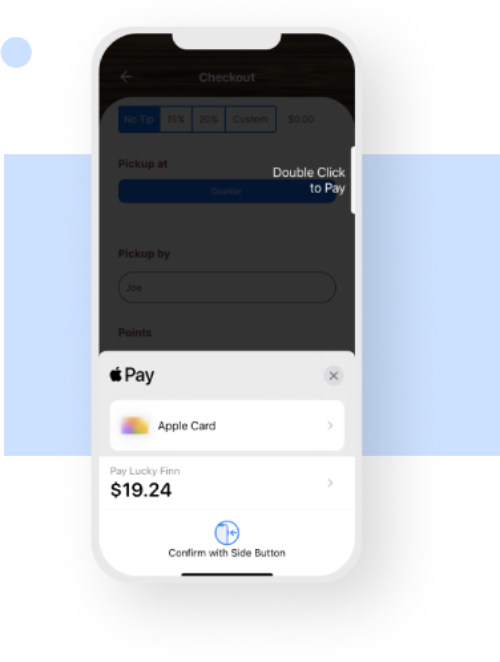 Checkout
No Tip 15% 20% Custom $0.00
Pickup at
Double Click
to Pay
Counter
Pickup by
Joe
Points
Pay
Apple Card
Pay Lucky Finn
$19.24
Confirm with Side Button